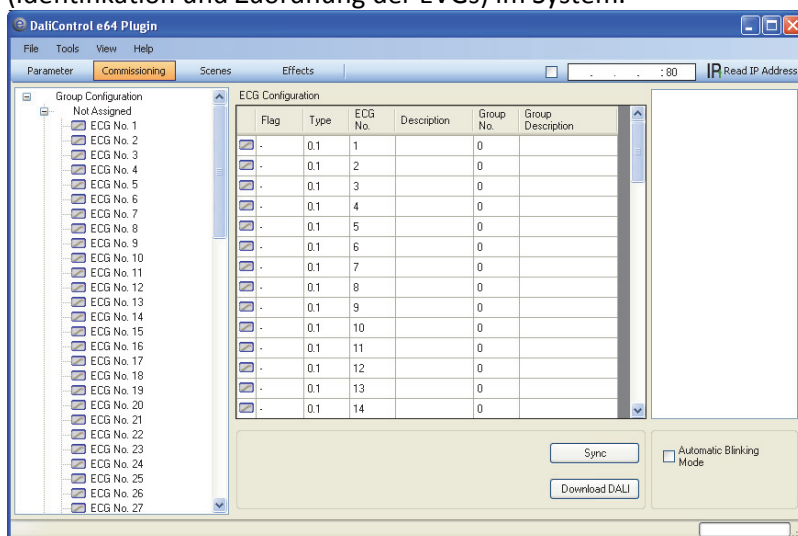 (Identifikation und Zuordnung der EVGs) im System.
DaliControl e64 Plugin
File Tools View Help
Parameter Commissioning Scenes Effects . . . :80 IP Read IP Address
Group Configuration
Not Assigned
ECG No. 1
ECG No. 2
ECG No. 3
ECG No. 4
ECG No. 5
ECG No. 6
ECG No. 7
ECG No. 8
ECG No. 9
ECG No. 10
ECG No. 11
ECG No. 12
ECG No. 13
ECG No. 14
ECG No. 15
ECG No. 16
ECG No. 17
ECG No. 18
ECG No. 19
ECG No. 20
ECG No. 21
ECG No. 22
ECG No. 23
ECG No. 24
ECG No. 25
ECG No. 26
ECG No. 27
ECG Configuration
Flag Type ECG No. Description Group No. Group Description
- 0.1 1 0
- 0.1 2 0
- 0.1 3 0
- 0.1 4 0
- 0.1 5 0
- 0.1 6 0
- 0.1 7 0
- 0.1 8 0
- 0.1 9 0
- 0.1 10 0
- 0.1 11 0
- 0.1 12 0
- 0.1 13 0
- 0.1 14 0
Sync
Download DALI
Automatic Blinking
Mode